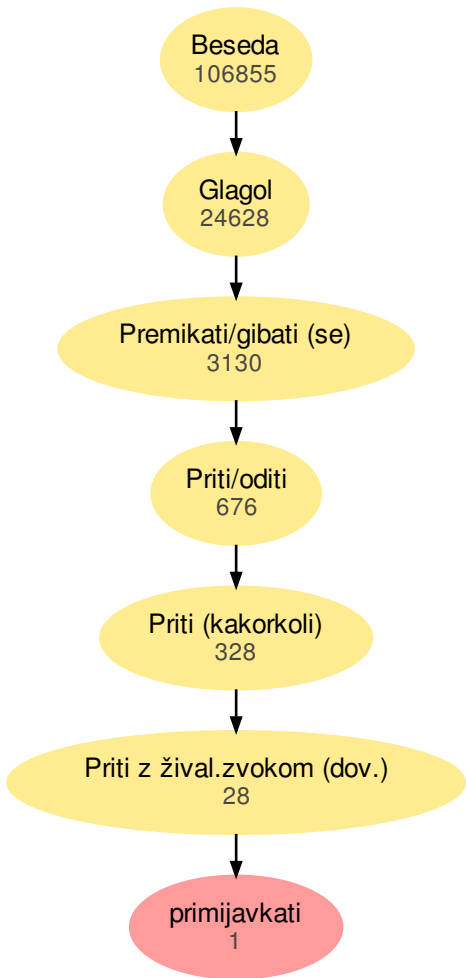 Beseda
106855
Glagol
24628
Premikati/gibati (se)
3130
Priti/oditi
676
Priti (kakorkoli)
328
Priti z žival.zvokom (dov.)
28
primijavkati
1